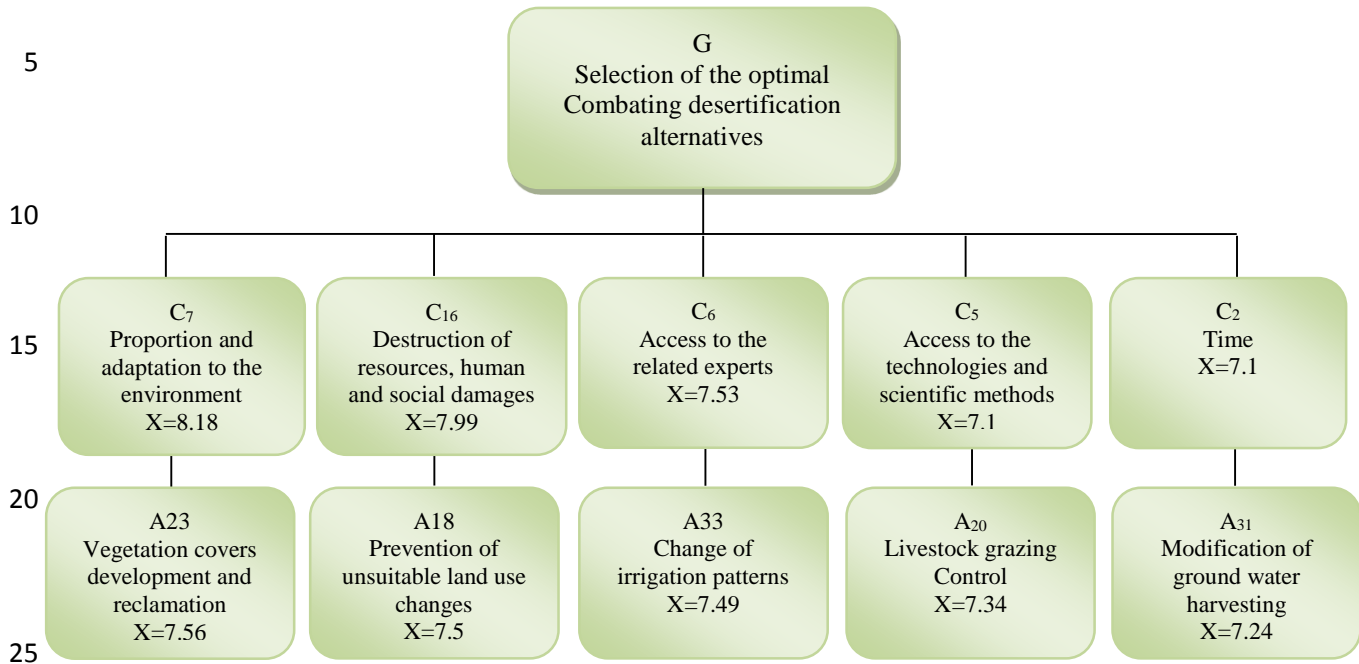 5
G
Selection of the optimal
Combating desertification
alternatives
10
15
C7
Proportion and
adaptation to the
environment
X=8.18
C16
Destruction of
resources, human
and social damages
X=7.99
C6
Access to the
related experts
X=7.53
C5
Access to the
technologies and
scientific methods
X=7.1
C2
Time
X=7.1
20
A23
Vegetation covers
development and
reclamation
X=7.56
A18
Prevention of
unsuitable land use
changes
X=7.5
A33
Change of
irrigation patterns
X=7.49
A20
Livestock grazing
Control
X=7.34
A31
Modification of
ground water
harvesting
X=7.24
25